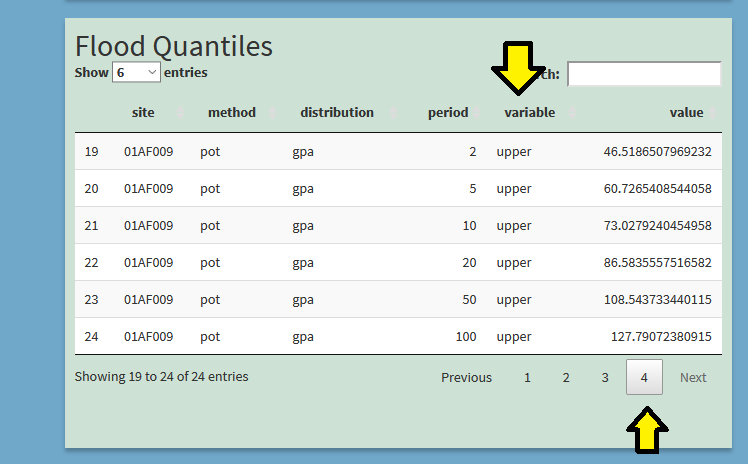 Flood Quantiles
Show 6 entries
ch:
site method distribution period variable value
19 01AF009 pot gpa 2 upper 46.5186507969232
20 01AF009 pot gpa 5 upper 60.7265408544058
21 01AF009 pot gpa 10 upper 73.0279240454958
22 01AF009 pot gpa 20 upper 86.5835557516582
23 01AF009 pot gpa 50 upper 108.543733440115
24 01AF009 pot gpa 100 upper 127.79072380915
Showing 19 to 24 of 24 entries
Previous 1 2 3 4 Next